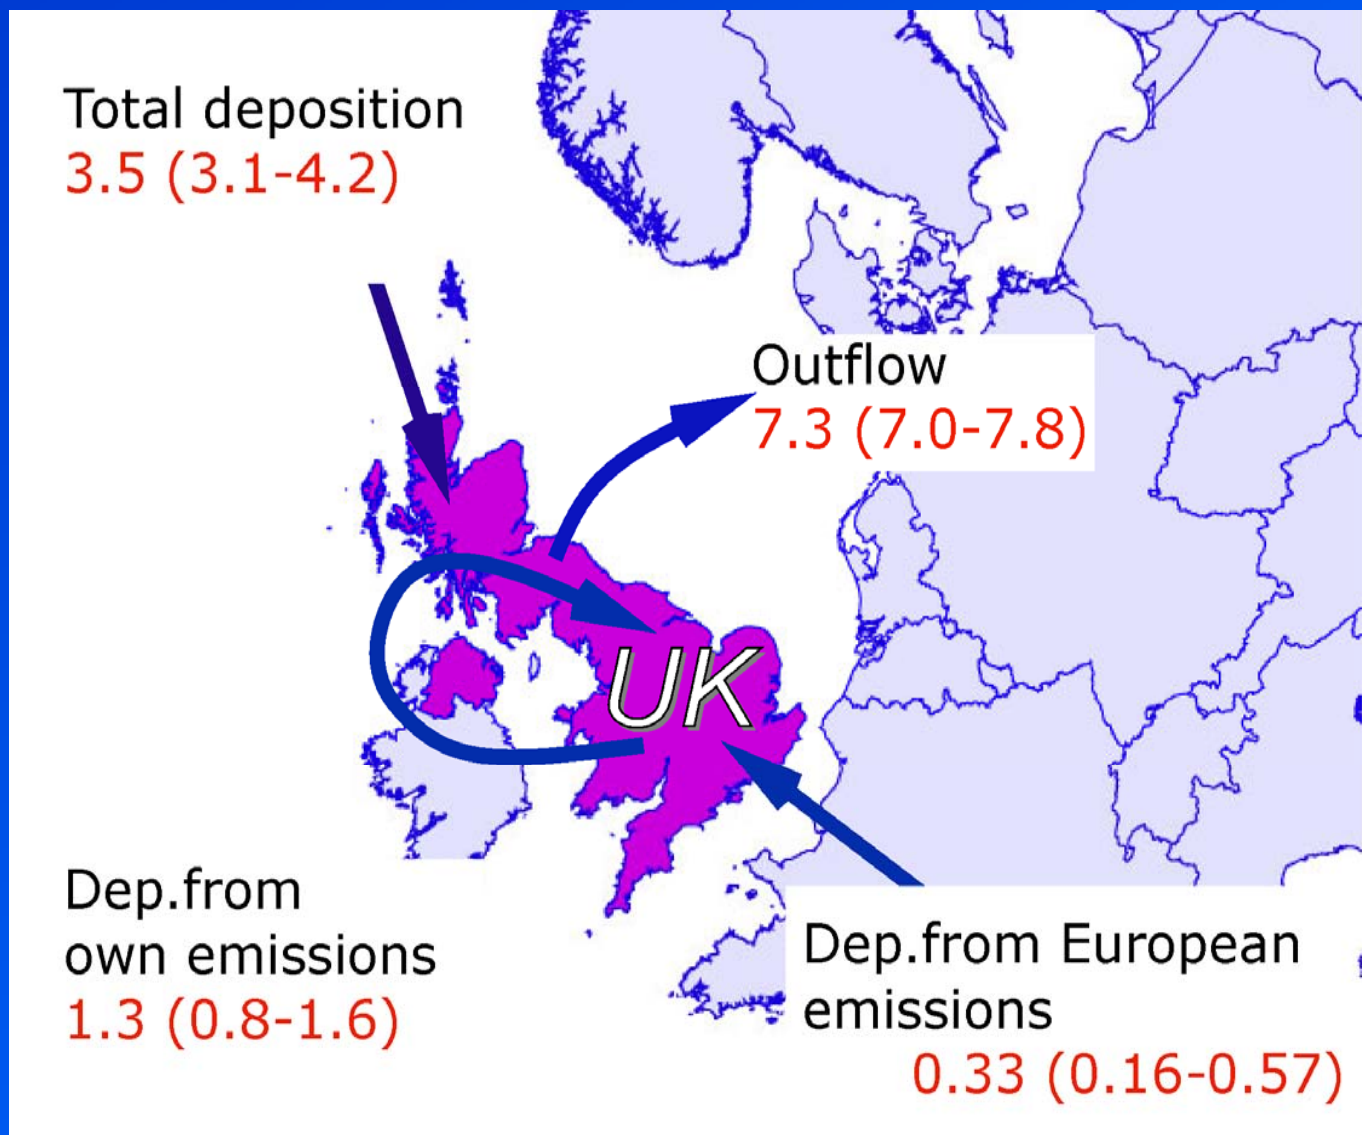 Total deposition
3.5 (3.1-4.2)
Outflow
7.3 (7.0-7.8)
UK
Dep.from
own emissions
1.3 (0.8-1.6)
Dep.from European
emissions
0.33 (0.16-0.57)